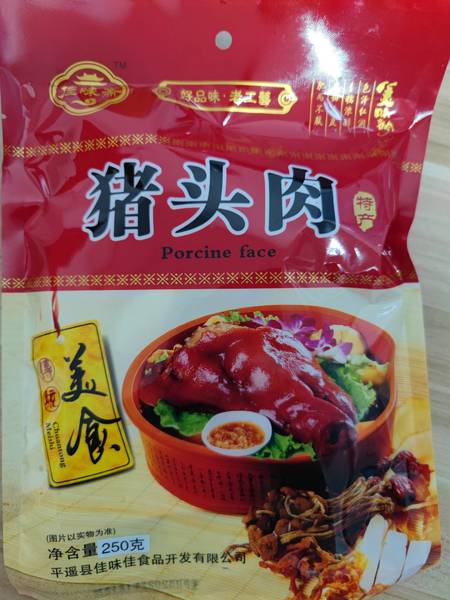 佳味斋
TM
好品味·老工艺
猪头肉
特产
Porcine face
传统
美食
Chuantong
Meishi
(图片以实物为准)
净含量 250克
平遥县佳味佳食品开发有限公司